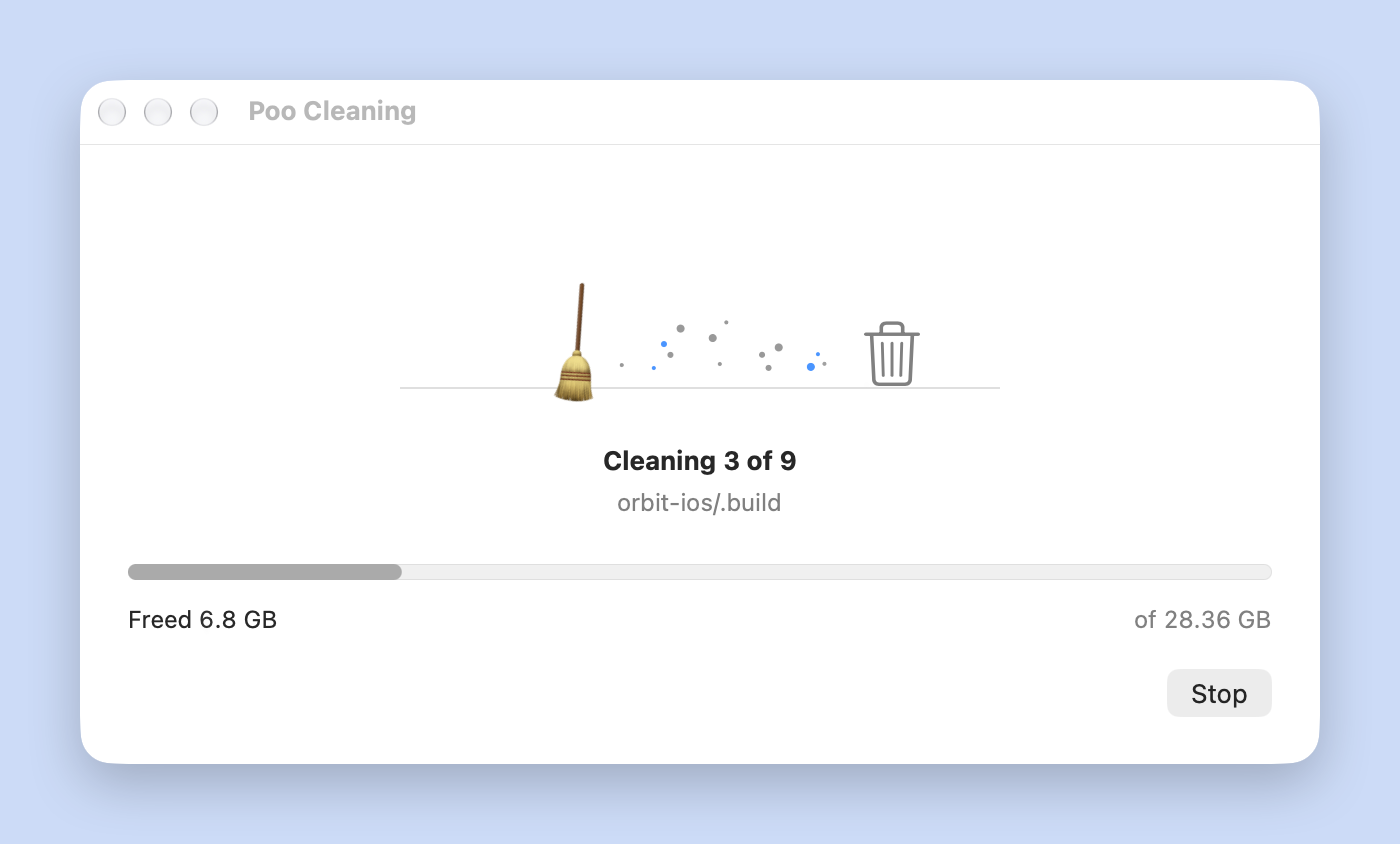 Poo Cleaning
Cleaning 3 of 9
orbit-ios/.build
Freed 6.8 GB
of 28.36 GB
Stop